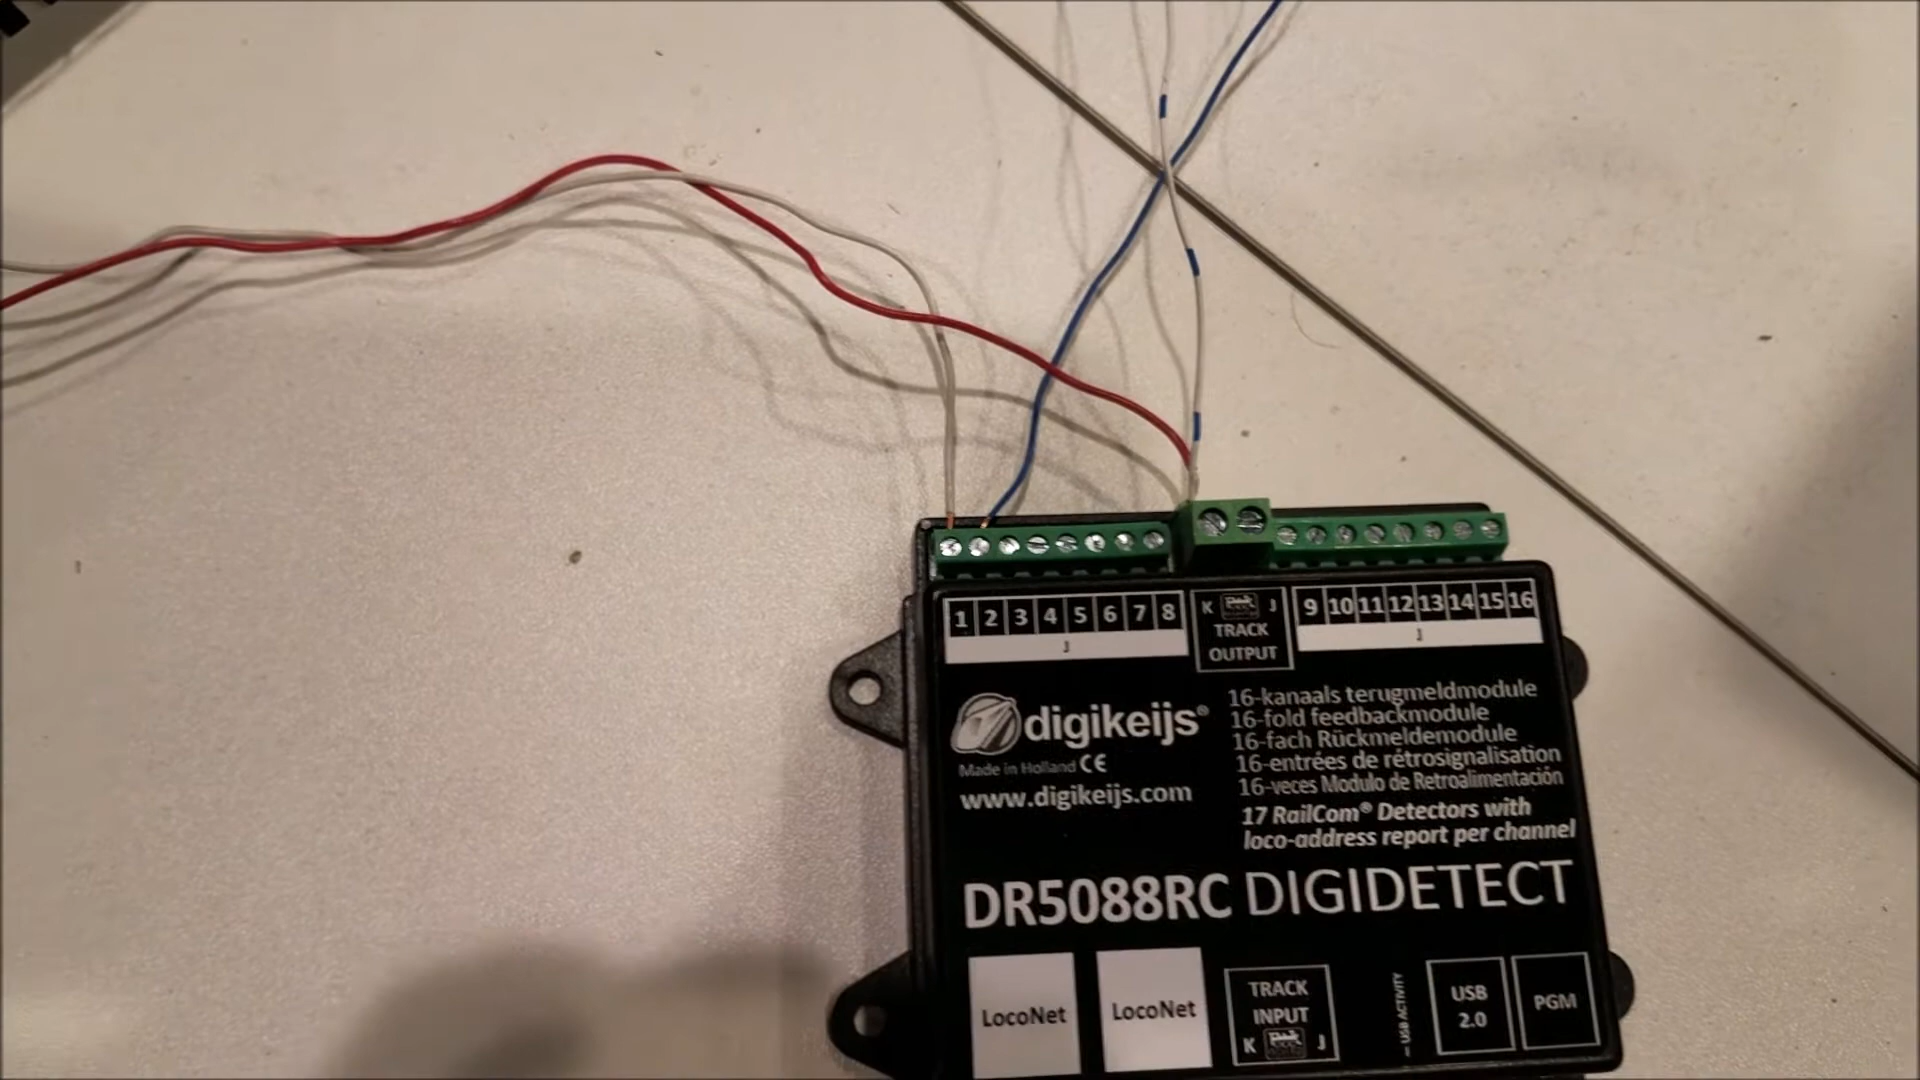 1 2 3 4 5 6 7 8
J
K J
TRACK
OUTPUT
9 10 11 12 13 14 15 16
J
digikeijs®
Made in Holland CE
www.digikeijs.com
16-kanaals terugmeldmodule
16-fold feedbackmodule
16-fach Rückmeldemodule
16-entrées de rétrosignalisation
16-veces Modulo de Retroalimentación
17 RailCom® Detectors with
loco-address report per channel
DR5088RC DIGIDETECT
LocoNet
LocoNet
TRACK
INPUT
K J
USB ACTIVITY
USB
2.0
PGM